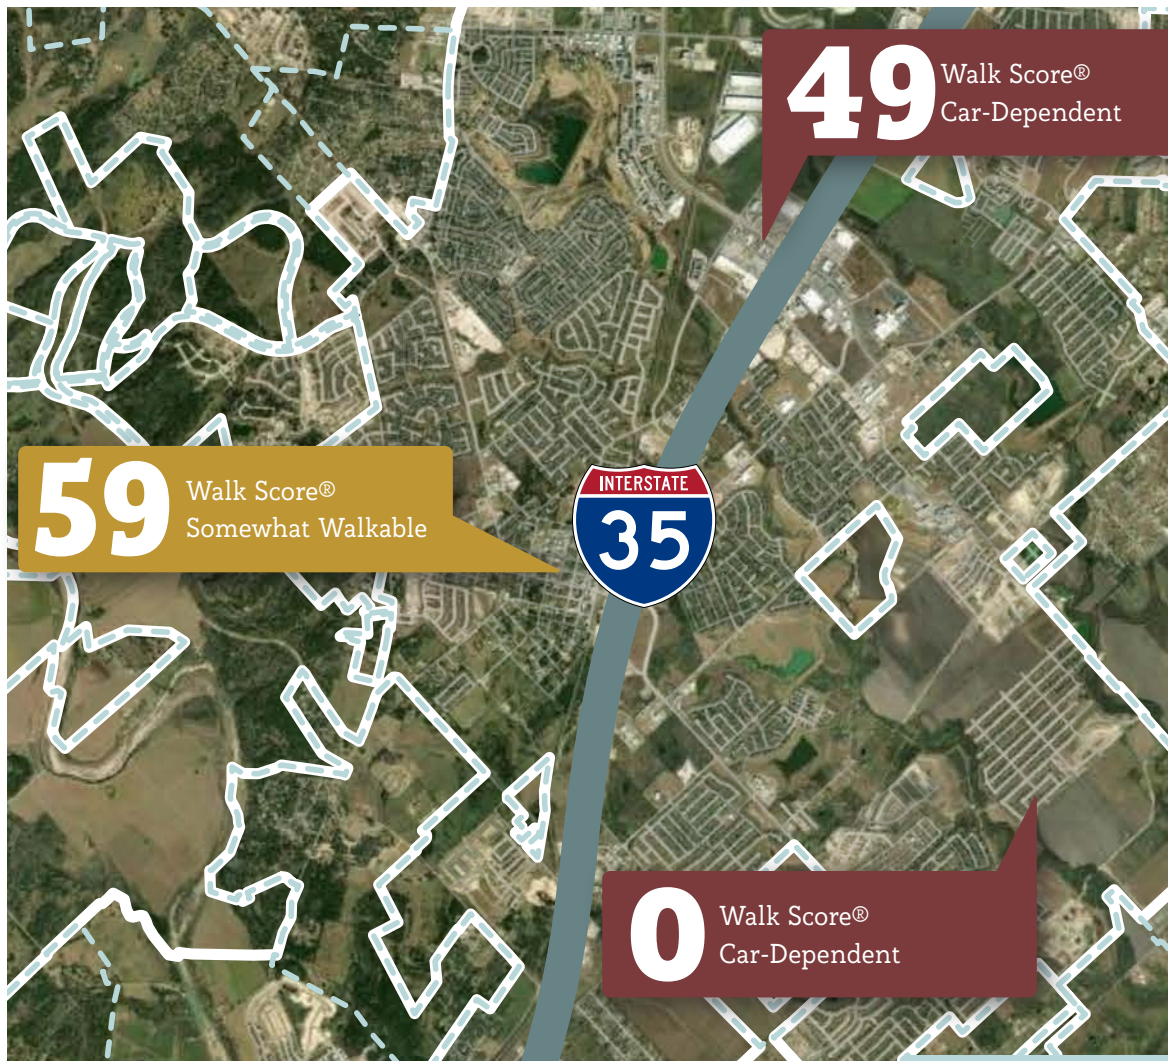 49
Walk Score®
Car-Dependent
59
Walk Score®
Somewhat Walkable
INTERSTATE
35
0
Walk Score®
Car-Dependent